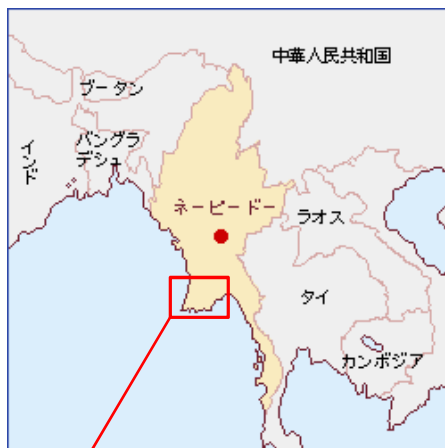 中華人民共和国
ブータン
バングラ
デシュ
インド
ネーピードー
ラオス
タイ
カンボジア